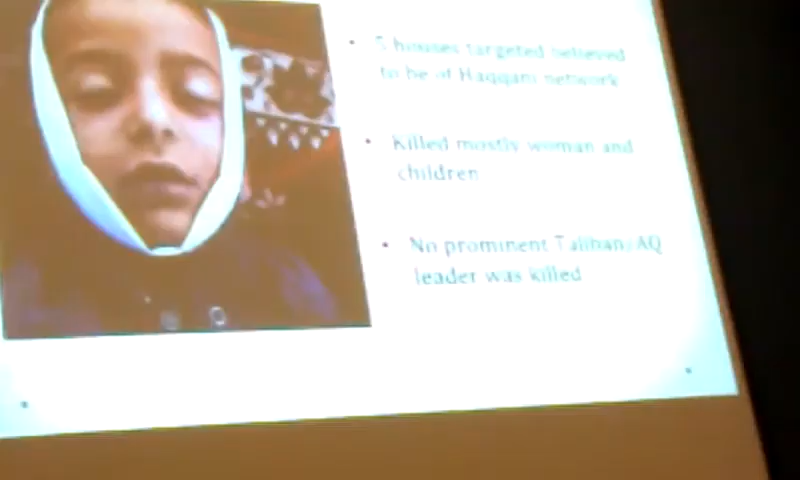 5 houses targeted believed
to be of Haqqani network
Killed mostly woman and
children
No prominent Taliban/AQ
leader was killed